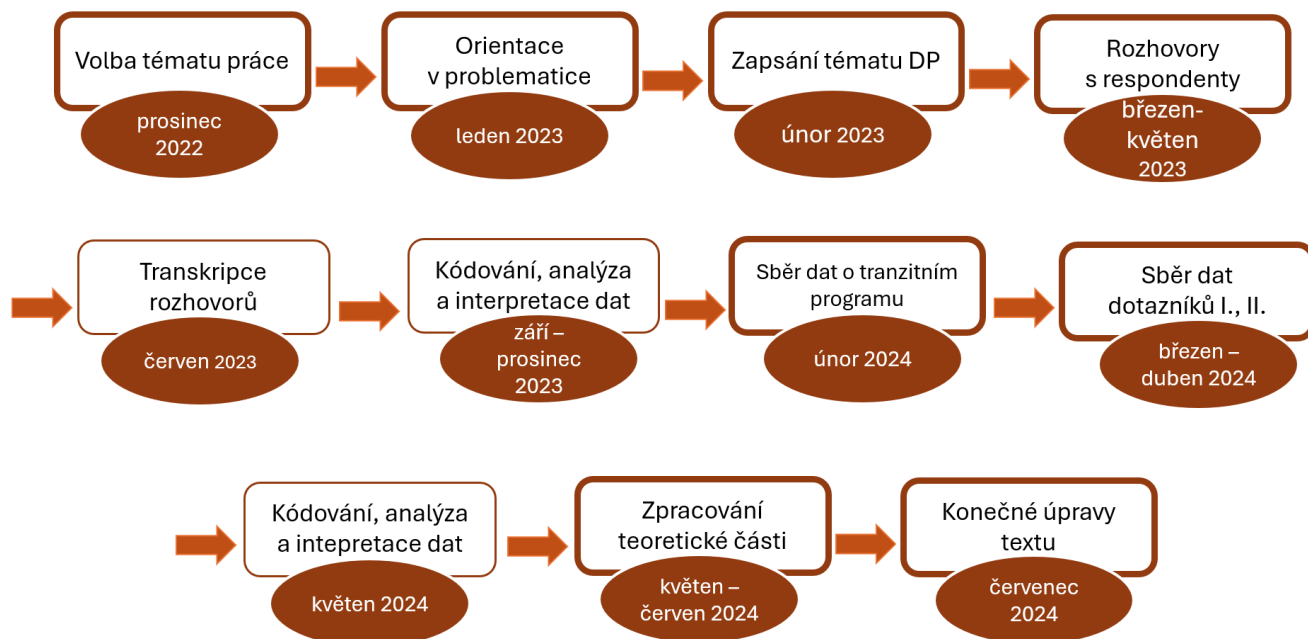 Volba tématu práce
prosinec
2022
Orientace
v problematice
leden 2023
Zapsání tématu DP
únor 2023
Rozhovory
s respondenty
březen-
květen
2023
Transkripce
rozhovorů
červen 2023
Kódování, analýza
a interpretace dat
září –
prosinec
2023
Sběr dat o tranzitním
programu
únor 2024
Sběr dat
dotazníků I., II.
březen –
duben 2024
Kódování, analýza
a intepretace dat
květen 2024
Zpracování
teoretické části
květen –
červen 2024
Konečné úpravy
textu
červenec
2024